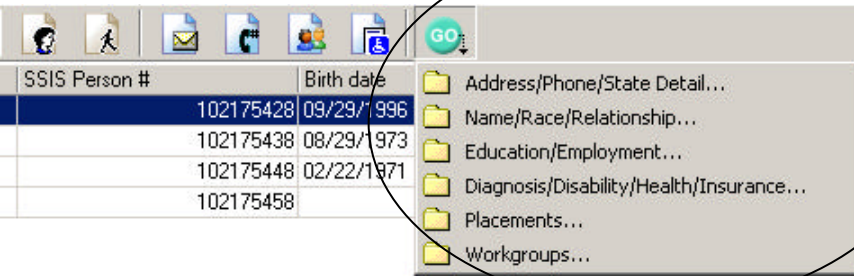 GO
SSIS Person # Birth date
102175428 09/29/1996
102175438 08/29/1973
102175448 02/22/1971
102175458
Address/Phone/State Detail...
Name/Race/Relationship...
Education/Employment...
Diagnosis/Disability/Health/Insurance...
Placements...
Workgroups...